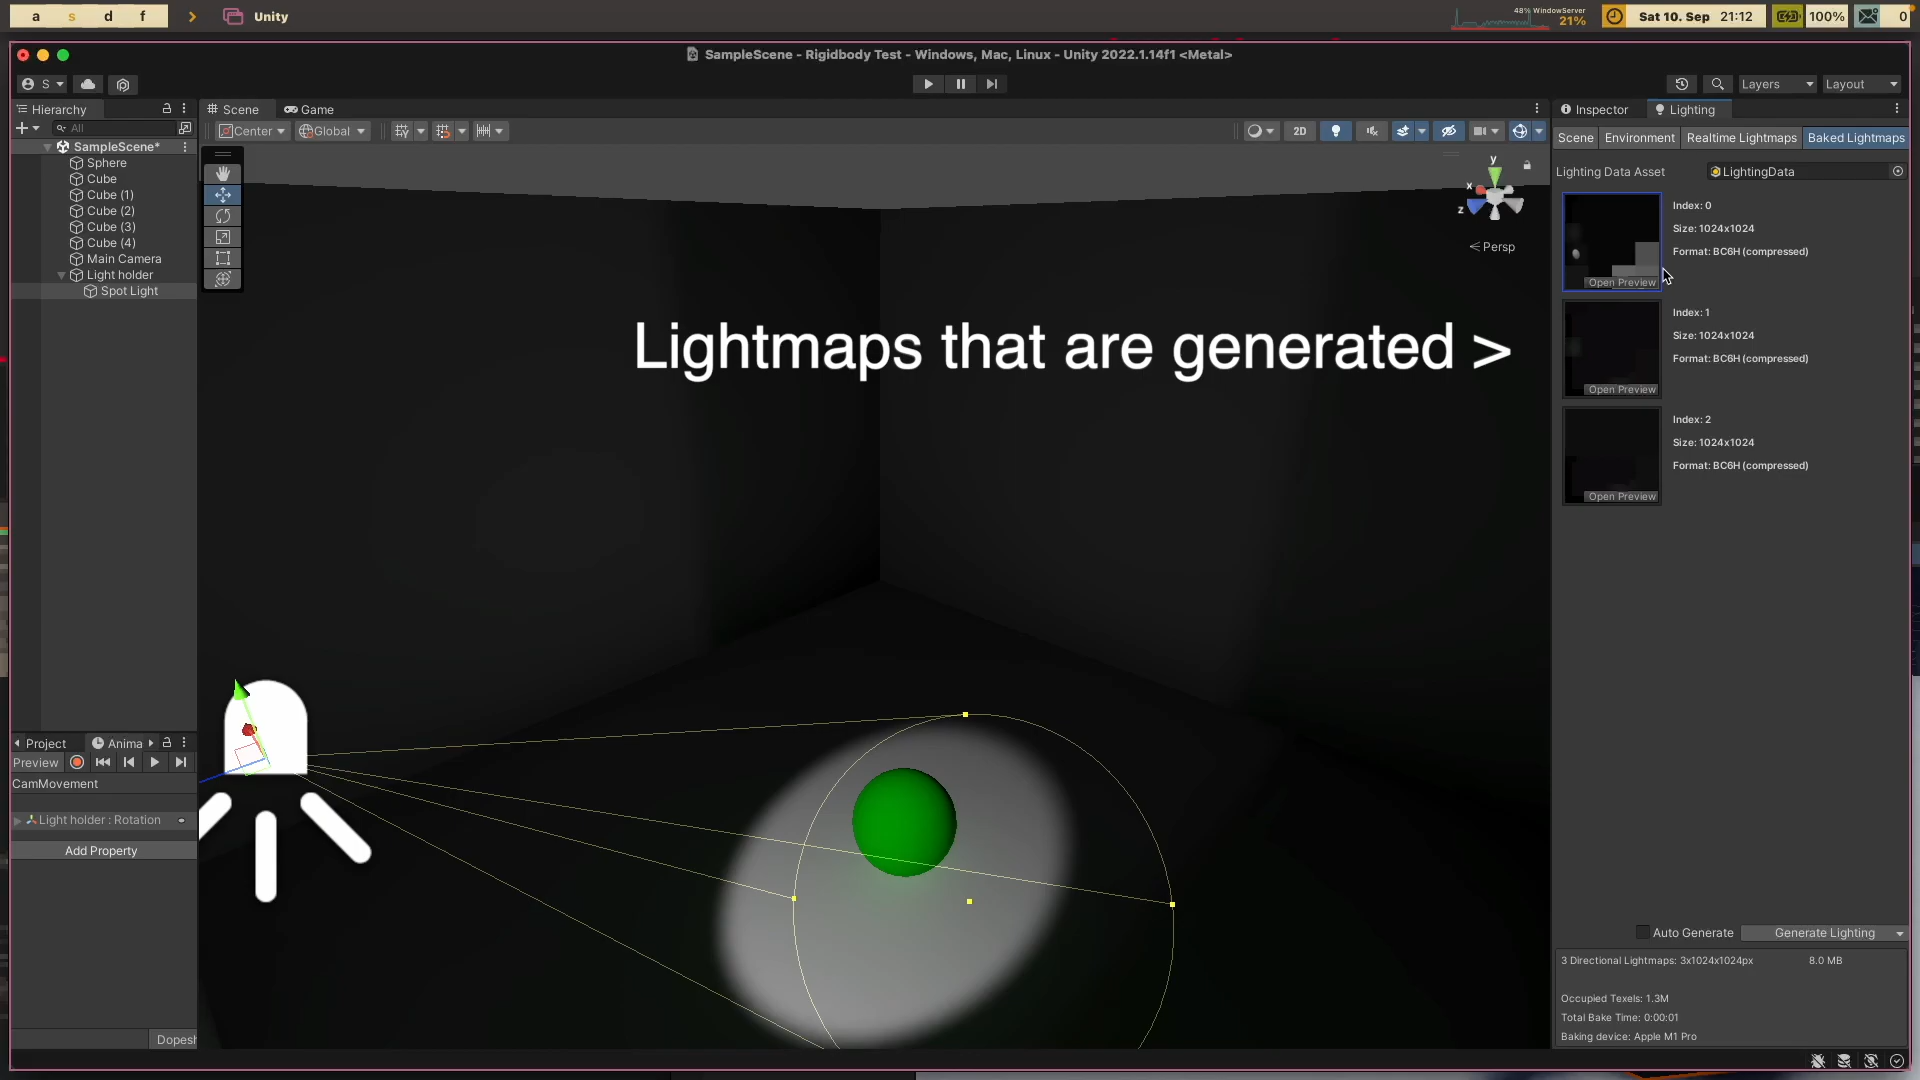 a s d f > Unity
48% WindowServer
21%
Sat 10. Sep 21:12
100%
0
SampleScene - Rigidbody Test - Windows, Mac, Linux - Unity 2022.1.14f1 <Metal>
S
Layers
Layout
Hierarchy
All
SampleScene*
Sphere
Cube
Cube (1)
Cube (2)
Cube (3)
Cube (4)
Main Camera
Light holder
Spot Light
Scene
Game
Center
Global
2D
y
x
z
Persp
Lightmaps that are generated >
Inspector
Lighting
Scene
Environment
Realtime Lightmaps
Baked Lightmaps
Lighting Data Asset
LightingData
Index: 0
Size: 1024x1024
Format: BC6H (compressed)
Open Preview
Index: 1
Size: 1024x1024
Format: BC6H (compressed)
Open Preview
Index: 2
Size: 1024x1024
Format: BC6H (compressed)
Open Preview
Project
Anima
Preview
CamMovement
Light holder : Rotation
Add Property
Dopesh
Auto Generate
Generate Lighting
3 Directional Lightmaps: 3x1024x1024px
8.0 MB
Occupied Texels: 1.3M
Total Bake Time: 0:00:01
Baking device: Apple M1 Pro